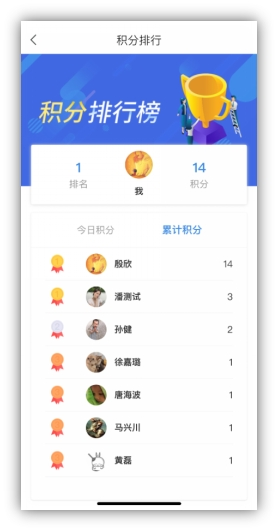 积分排行
积分排行榜
1
排名
我
14
积分
今日积分
累计积分
殷欣
14
潘测试
3
孙健
2
徐嘉璐
1
唐海波
1
马兴川
1
黄磊
1